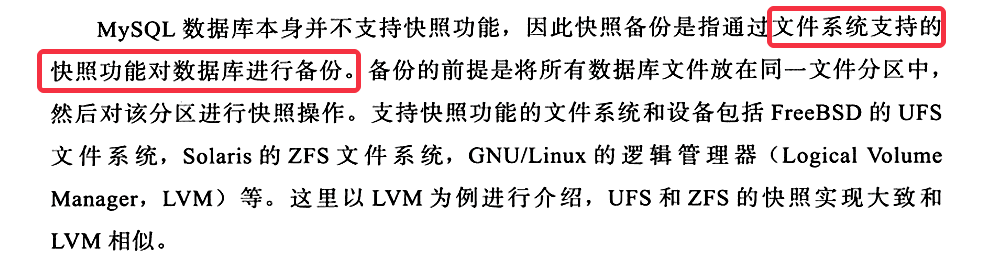 MySQL 数据库本身并不支持快照功能，因此快照备份是指通过文件系统支持的
快照功能对数据库进行备份。备份的前提是将所有数据库文件放在同一文件分区中，
然后对该分区进行快照操作。支持快照功能的文件系统和设备包括 FreeBSD 的 UFS
文件系统，Solaris 的 ZFS 文件系统，GNU/Linux 的逻辑管理器（Logical Volume
Manager，LVM）等。这里以 LVM 为例进行介绍，UFS 和 ZFS 的快照实现大致和
LVM 相似。